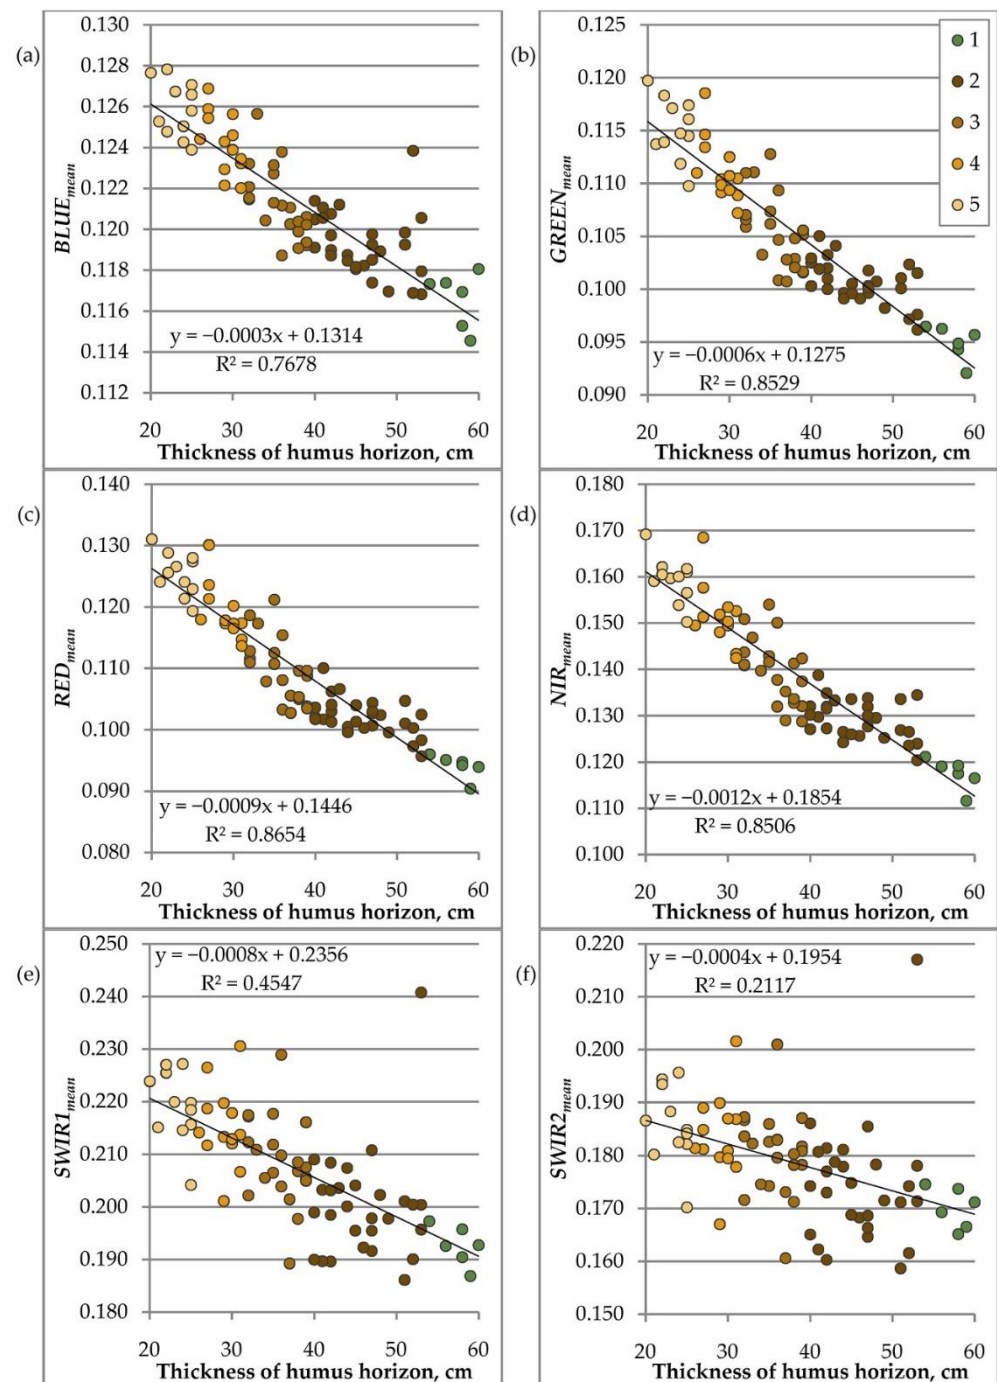 (a)
BLUEmean
0.130
0.128
0.126
0.124
0.122
0.120
0.118
0.116
0.114
0.112
y = −0.0003x + 0.1314
R² = 0.7678
20 30 40 50 60
Thickness of humus horizon, cm
(b)
GREENmean
0.125
0.120
0.115
0.110
0.105
0.100
0.095
0.090
1
2
3
4
5
y = −0.0006x + 0.1275
R² = 0.8529
20 30 40 50 60
Thickness of humus horizon, cm
(c)
REDmean
0.140
0.130
0.120
0.110
0.100
0.090
0.080
y = −0.0009x + 0.1446
R² = 0.8654
20 30 40 50 60
Thickness of humus horizon, cm
(d)
NIRmean
0.180
0.170
0.160
0.150
0.140
0.130
0.120
0.110
0.100
y = −0.0012x + 0.1854
R² = 0.8506
20 30 40 50 60
Thickness of humus horizon, cm
(e)
SWIR1mean
0.250
0.240
0.230
0.220
0.210
0.200
0.190
0.180
y = −0.0008x + 0.2356
R² = 0.4547
20 30 40 50 60
Thickness of humus horizon, cm
(f)
SWIR2mean
0.220
0.210
0.200
0.190
0.180
0.170
0.160
0.150
y = −0.0004x + 0.1954
R² = 0.2117
20 30 40 50 60
Thickness of humus horizon, cm